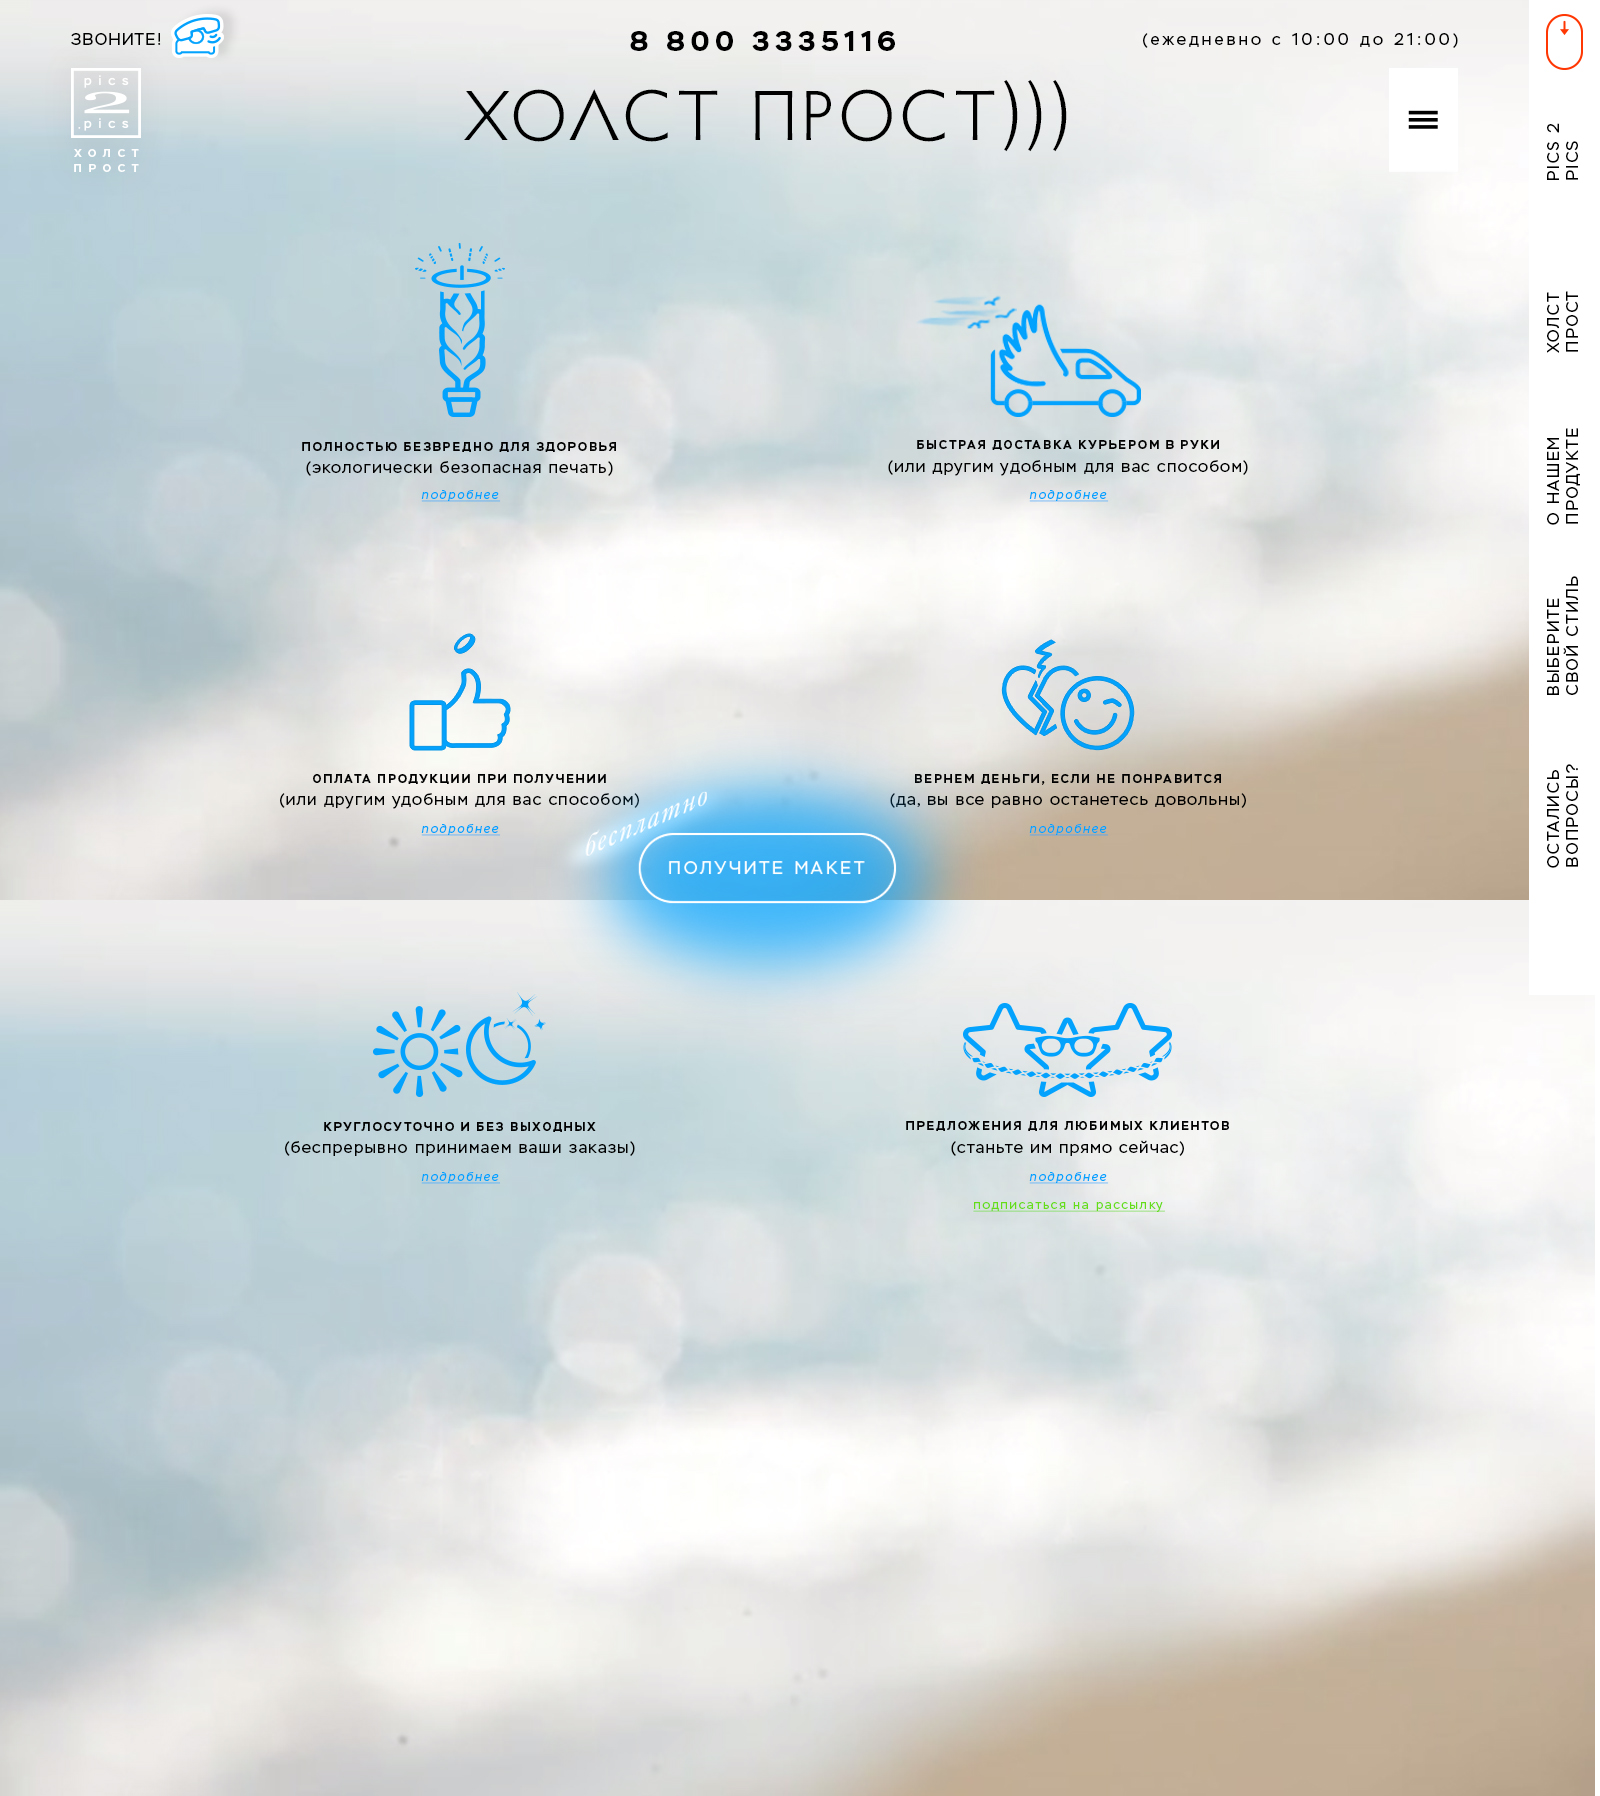 ЗВОНИТЕ!
8 800 3335116
(ежедневно с 10:00 до 21:00)
pics
2
.pics
ХОЛСТ
ПРОСТ
ХОЛСТ ПРОСТ)))
PICS 2
PICS
ХОЛСТ
ПРОСТ
О НАШЕМ
ПРОДУКТЕ
ВЫБЕРИТЕ
СВОЙ СТИЛЬ
ОСТАЛИСЬ
ВОПРОСЫ?
ПОЛНОСТЬЮ БЕЗВРЕДНО ДЛЯ ЗДОРОВЬЯ
(экологически безопасная печать)
подробнее
БЫСТРАЯ ДОСТАВКА КУРЬЕРОМ В РУКИ
(или другим удобным для вас способом)
подробнее
ОПЛАТА ПРОДУКЦИИ ПРИ ПОЛУЧЕНИИ
(или другим удобным для вас способом)
подробнее
ВЕРНЕМ ДЕНЬГИ, ЕСЛИ НЕ ПОНРАВИТСЯ
(да, вы все равно останетесь довольны)
подробнее
бесплатно
ПОЛУЧИТЕ МАКЕТ
КРУГЛОСУТОЧНО И БЕЗ ВЫХОДНЫХ
(беспрерывно принимаем ваши заказы)
подробнее
ПРЕДЛОЖЕНИЯ ДЛЯ ЛЮБИМЫХ КЛИЕНТОВ
(станьте им прямо сейчас)
подробнее
подписаться на рассылку